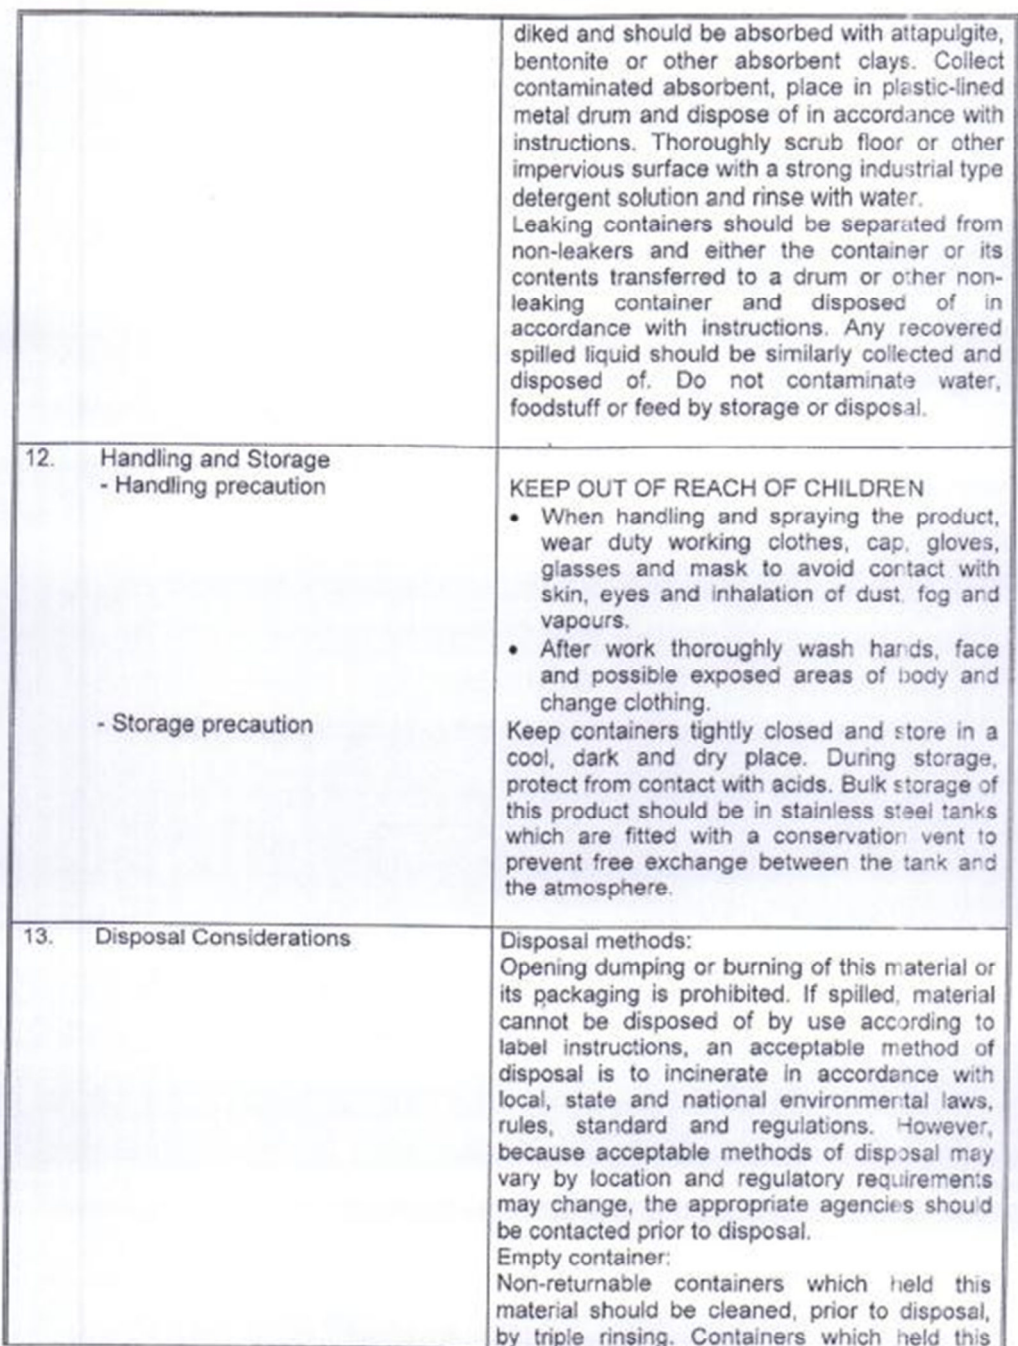 diked and should be absorbed with attapulgite,
bentonite or other absorbent clays. Collect
contaminated absorbent, place in plastic-lined
metal drum and dispose of in accordance with
instructions. Thoroughly scrub floor or other
impervious surface with a strong industrial type
detergent solution and rinse with water.
Leaking containers should be separated from
non-leakers and either the container or its
contents transferred to a drum or other non-
leaking container and disposed of in
accordance with instructions. Any recovered
spilled liquid should be similarly collected and
disposed of. Do not contaminate water,
foodstuff or feed by storage or disposal.
12. Handling and Storage
- Handling precaution
KEEP OUT OF REACH OF CHILDREN
• When handling and spraying the product,
wear duty working clothes, cap, gloves,
glasses and mask to avoid contact with
skin, eyes and inhalation of dust, fog and
vapours.
• After work thoroughly wash hands, face
and possible exposed areas of body and
change clothing.
- Storage precaution
Keep containers tightly closed and store in a
cool, dark and dry place. During storage,
protect from contact with acids. Bulk storage of
this product should be in stainless steel tanks
which are fitted with a conservation vent to
prevent free exchange between the tank and
the atmosphere.
13. Disposal Considerations
Disposal methods:
Opening dumping or burning of this material or
its packaging is prohibited. If spilled, material
cannot be disposed of by use according to
label instructions, an acceptable method of
disposal is to incinerate in accordance with
local, state and national environmental laws,
rules, standard and regulations. However,
because acceptable methods of disposal may
vary by location and regulatory requirements
may change, the appropriate agencies should
be contacted prior to disposal.
Empty container:
Non-returnable containers which held this
material should be cleaned, prior to disposal,
by triple rinsing. Containers which held this